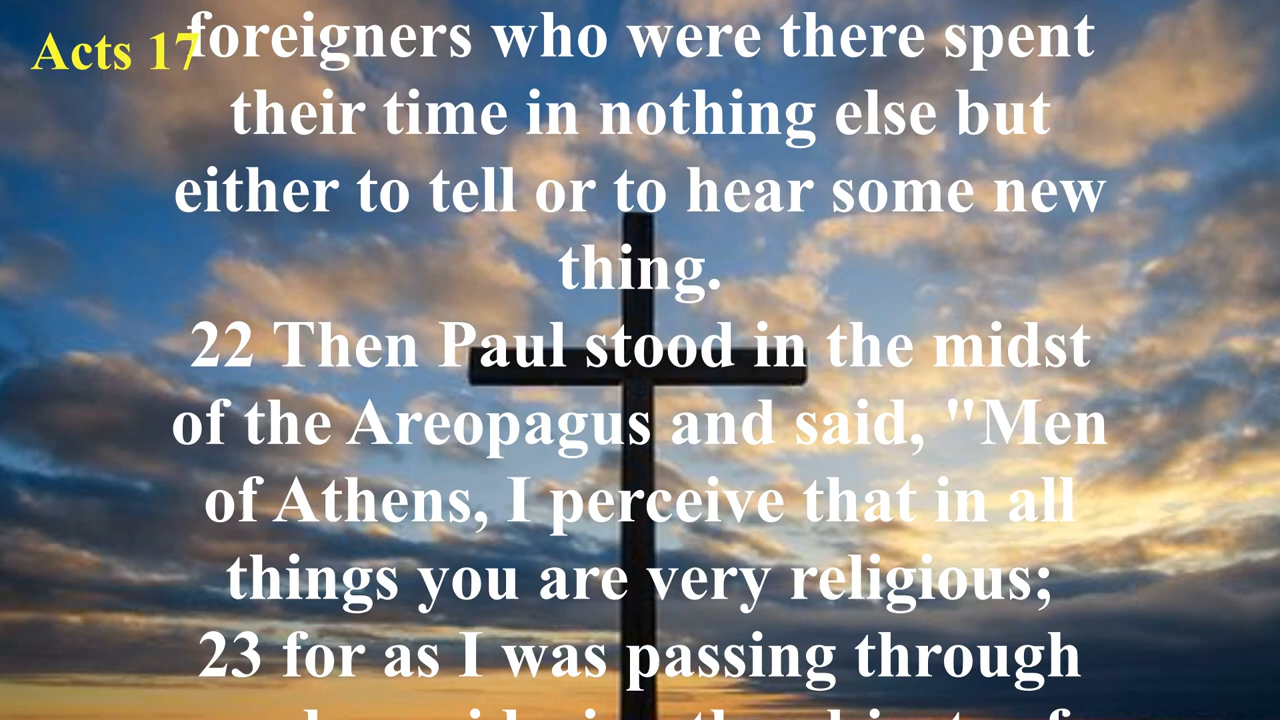 Acts 17
foreigners who were there spent
their time in nothing else but
either to tell or to hear some new
thing.
22 Then Paul stood in the midst
of the Areopagus and said, "Men
of Athens, I perceive that in all
things you are very religious;
23 for as I was passing through